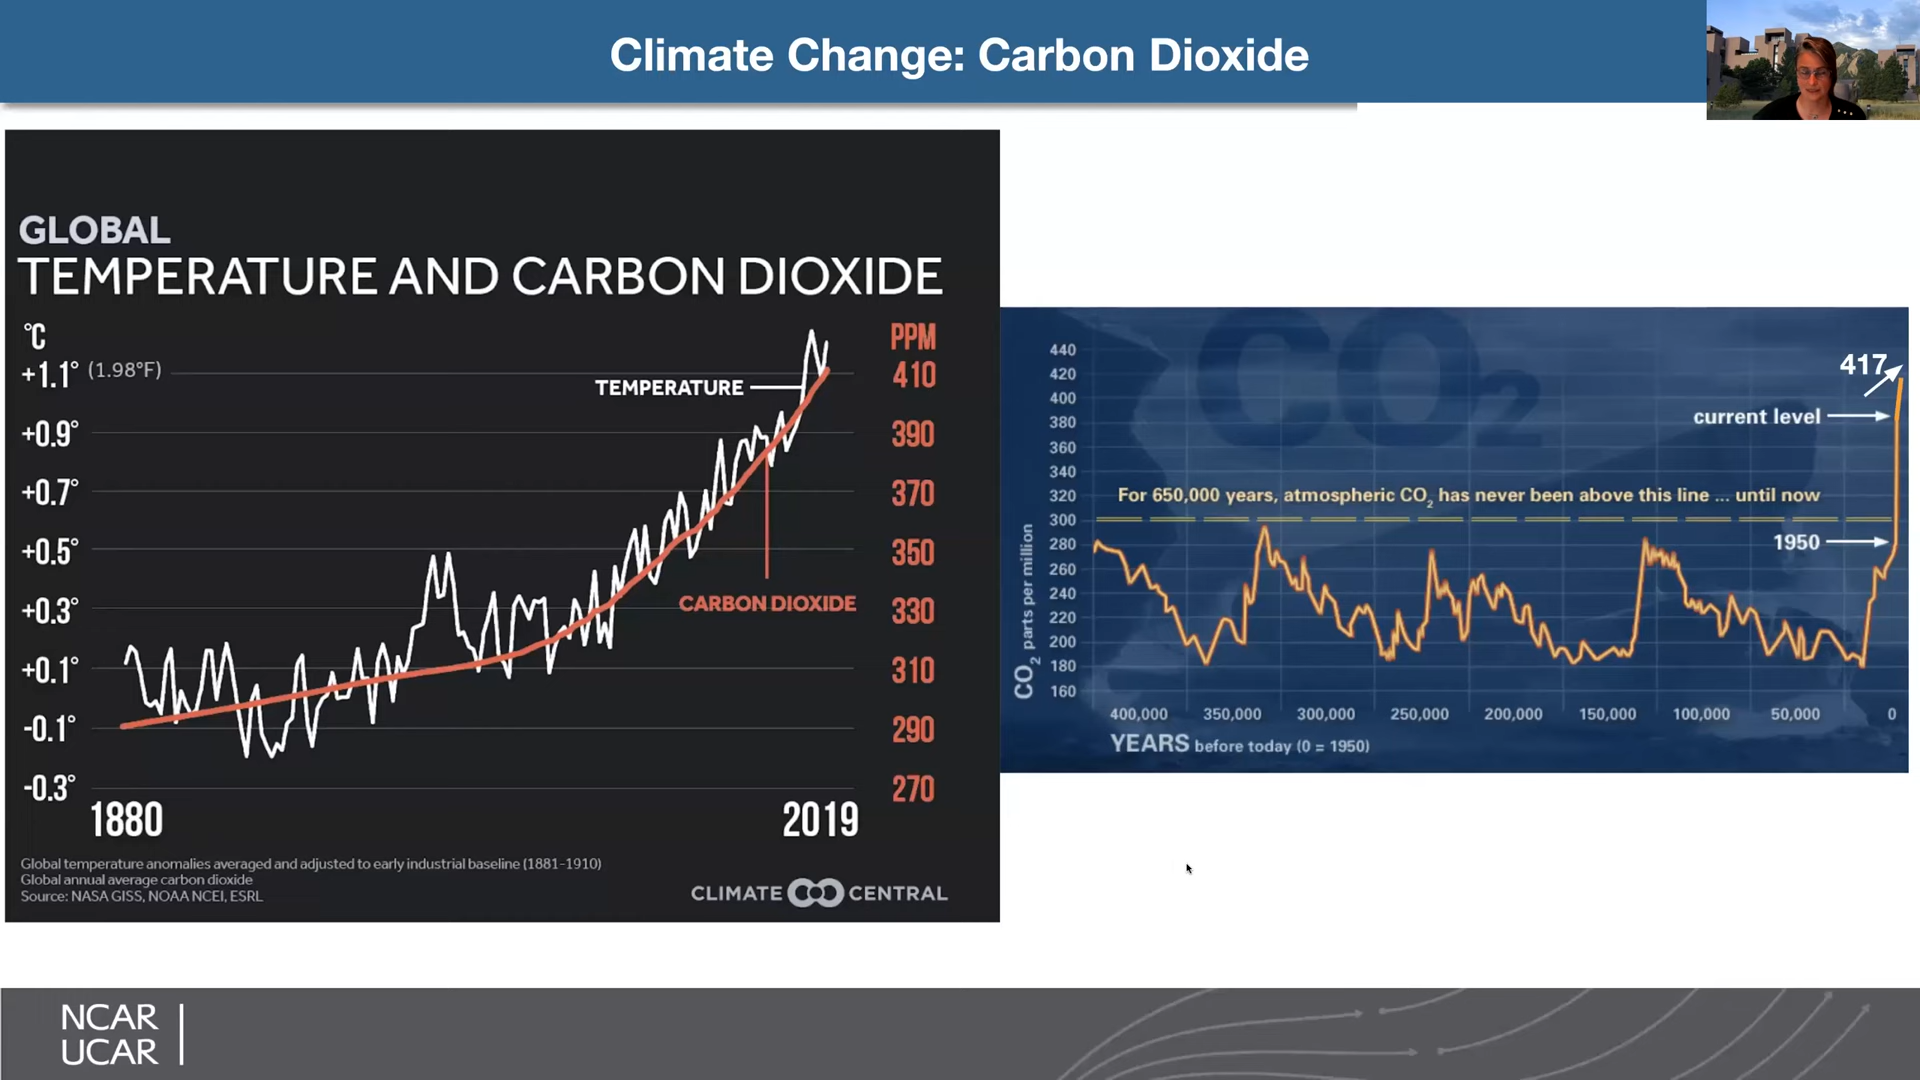 Climate Change: Carbon Dioxide
GLOBAL
TEMPERATURE AND CARBON DIOXIDE
°C
+1.1° (1.98°F)
+0.9°
+0.7°
+0.5°
+0.3°
+0.1°
-0.1°
-0.3°
TEMPERATURE
CARBON DIOXIDE
PPM
410
390
370
350
330
310
290
270
1880
2019
Global temperature anomalies averaged and adjusted to early industrial baseline (1881-1910)
Global annual average carbon dioxide
Source: NASA GISS, NOAA NCEI, ESRL
CLIMATE CENTRAL
CO2
CO2 parts per million
440
420
400
380
360
340
320
300
280
260
240
220
200
180
160
417
current level
For 650,000 years, atmospheric CO2 has never been above this line ... until now
1950
400,000 350,000 300,000 250,000 200,000 150,000 100,000 50,000 0
YEARS before today (0 = 1950)
NCAR
UCAR